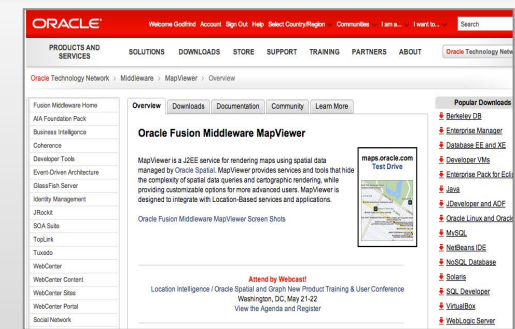 ORACLE
Welcome Godfrind Account Sign Out Help Select Country/Region Communities I am a... I want to... Search
PRODUCTS AND SERVICES
SOLUTIONS DOWNLOADS STORE SUPPORT TRAINING PARTNERS ABOUT
Oracle Technology Netw
Oracle Technology Network > Middleware > MapViewer > Overview
Fusion Middleware Home
AIA Foundation Pack
Business Intelligence
Coherence
Developer Tools
Event-Driven Architecture
GlassFish Server
Identity Management
JRockit
SOA Suite
TopLink
Tuxedo
WebCenter
WebCenter Content
WebCenter Sites
WebCenter Portal
Social Network
Overview Downloads Documentation Community Learn More
Oracle Fusion Middleware MapViewer
MapViewer is a J2EE service for rendering maps using spatial data
managed by Oracle Spatial. MapViewer provides services and tools that hide
the complexity of spatial data queries and cartographic rendering, while
providing customizable options for more advanced users. MapViewer is
designed to integrate with Location-Based services and applications.
Oracle Fusion Middleware MapViewer Screen Shots
maps.oracle.com
Test Drive
Attend by Webcast!
Location Intelligence / Oracle Spatial and Graph New Product Training & User Conference
Washington, DC, May 21-22
View the Agenda and Register
Popular Downloads
Berkeley DB
Enterprise Manager
Database EE and XE
Developer VMs
Enterprise Pack for Ecli
Java
JDeveloper and ADF
Oracle Linux and Oracle
MySQL
NetBeans IDE
NoSQL Database
Solaris
SQL Developer
VirtualBox
WebLogic Server